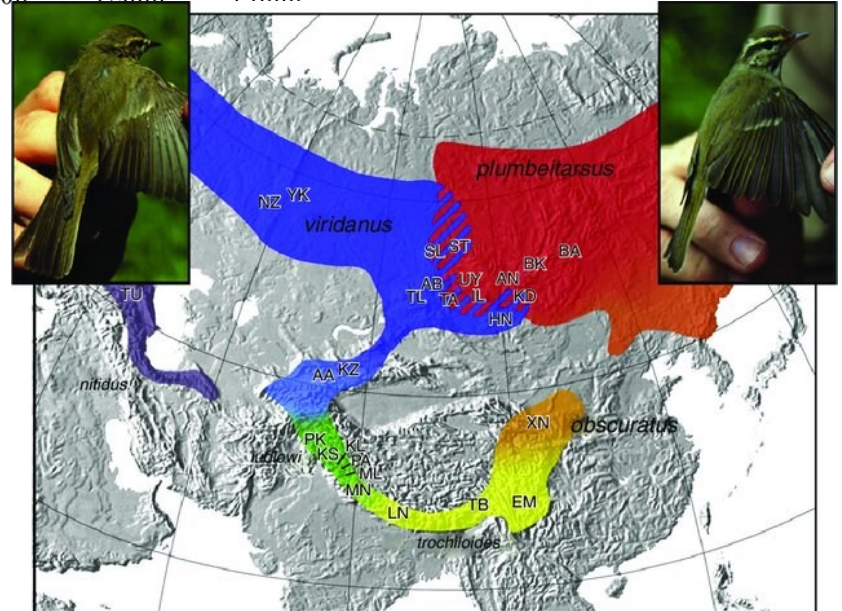 plumbeitarsus
NZ YK
viridanus
SL ST
BA
BK
UY AN
AB
TL TA IL KD
HN
TU
AA KZ
nitidus
XN obscuratus
PK KL
KS PA
ludlowi
ML
MN
LN TB EM
trochiloides